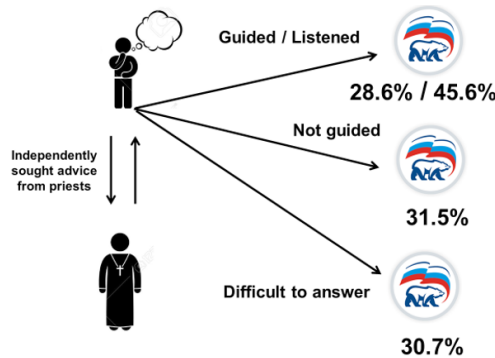 Guided / Listened
28.6% / 45.6%
Not guided
Independently
sought advice
from priests
31.5%
Difficult to answer
30.7%